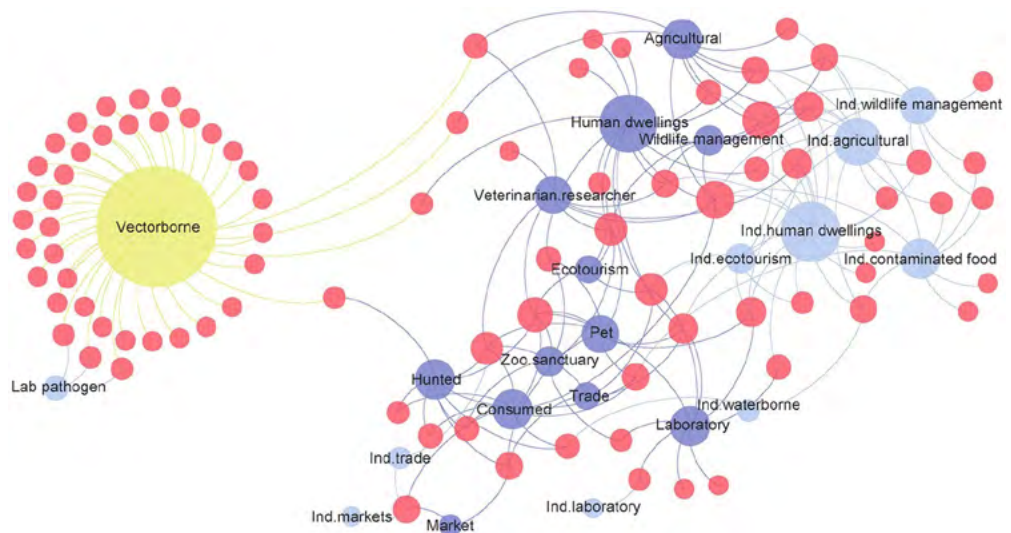 Agricultural
Ind.wildlife management
Human dwellings
Wildlife management
Ind.agricultural
Veterinarian.researcher
Vectorborne
Ind.human dwellings
Ecotourism
Ind.ecotourism
Ind.contaminated food
Pet
Zoo.sanctuary
Lab pathogen
Hunted
Trade
Consumed
Ind.waterborne
Laboratory
Ind.trade
Ind.laboratory
Ind.markets
Market